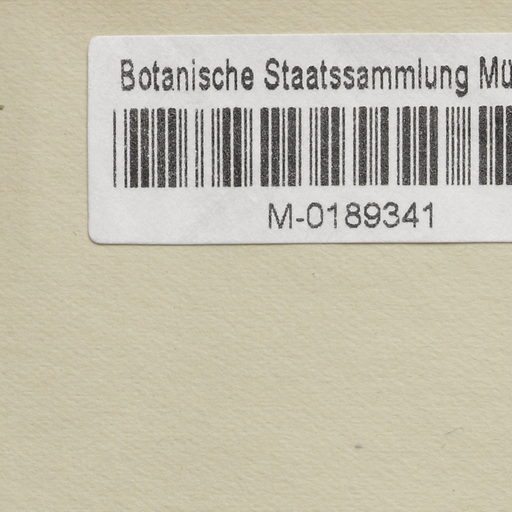 Botanische Staatssammlung Mü
M-0189341